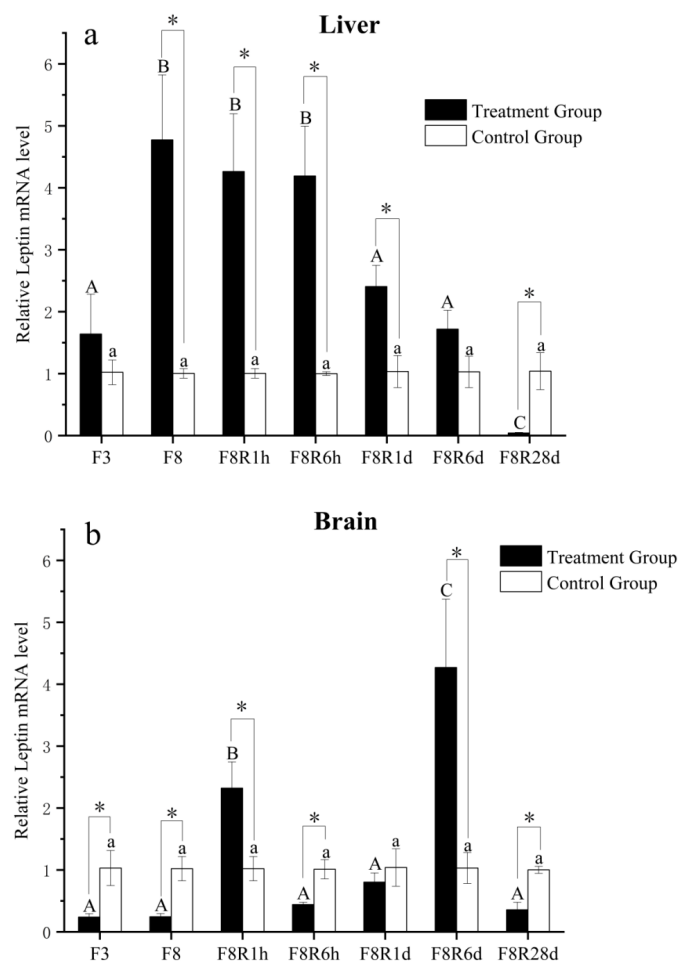 Liver
a
Relative Leptin mRNA level
6
5
4
3
2
1
0
Treatment Group
Control Group
* * * * *
A a B a B a B a A a A a C a
F3 F8 F8R1h F8R6h F8R1d F8R6d F8R28d
Brain
b
Relative Leptin mRNA level
6
5
4
3
2
1
0
Treatment Group
Control Group
* * * * * *
A a A a B a A a A a C a A a
F3 F8 F8R1h F8R6h F8R1d F8R6d F8R28d